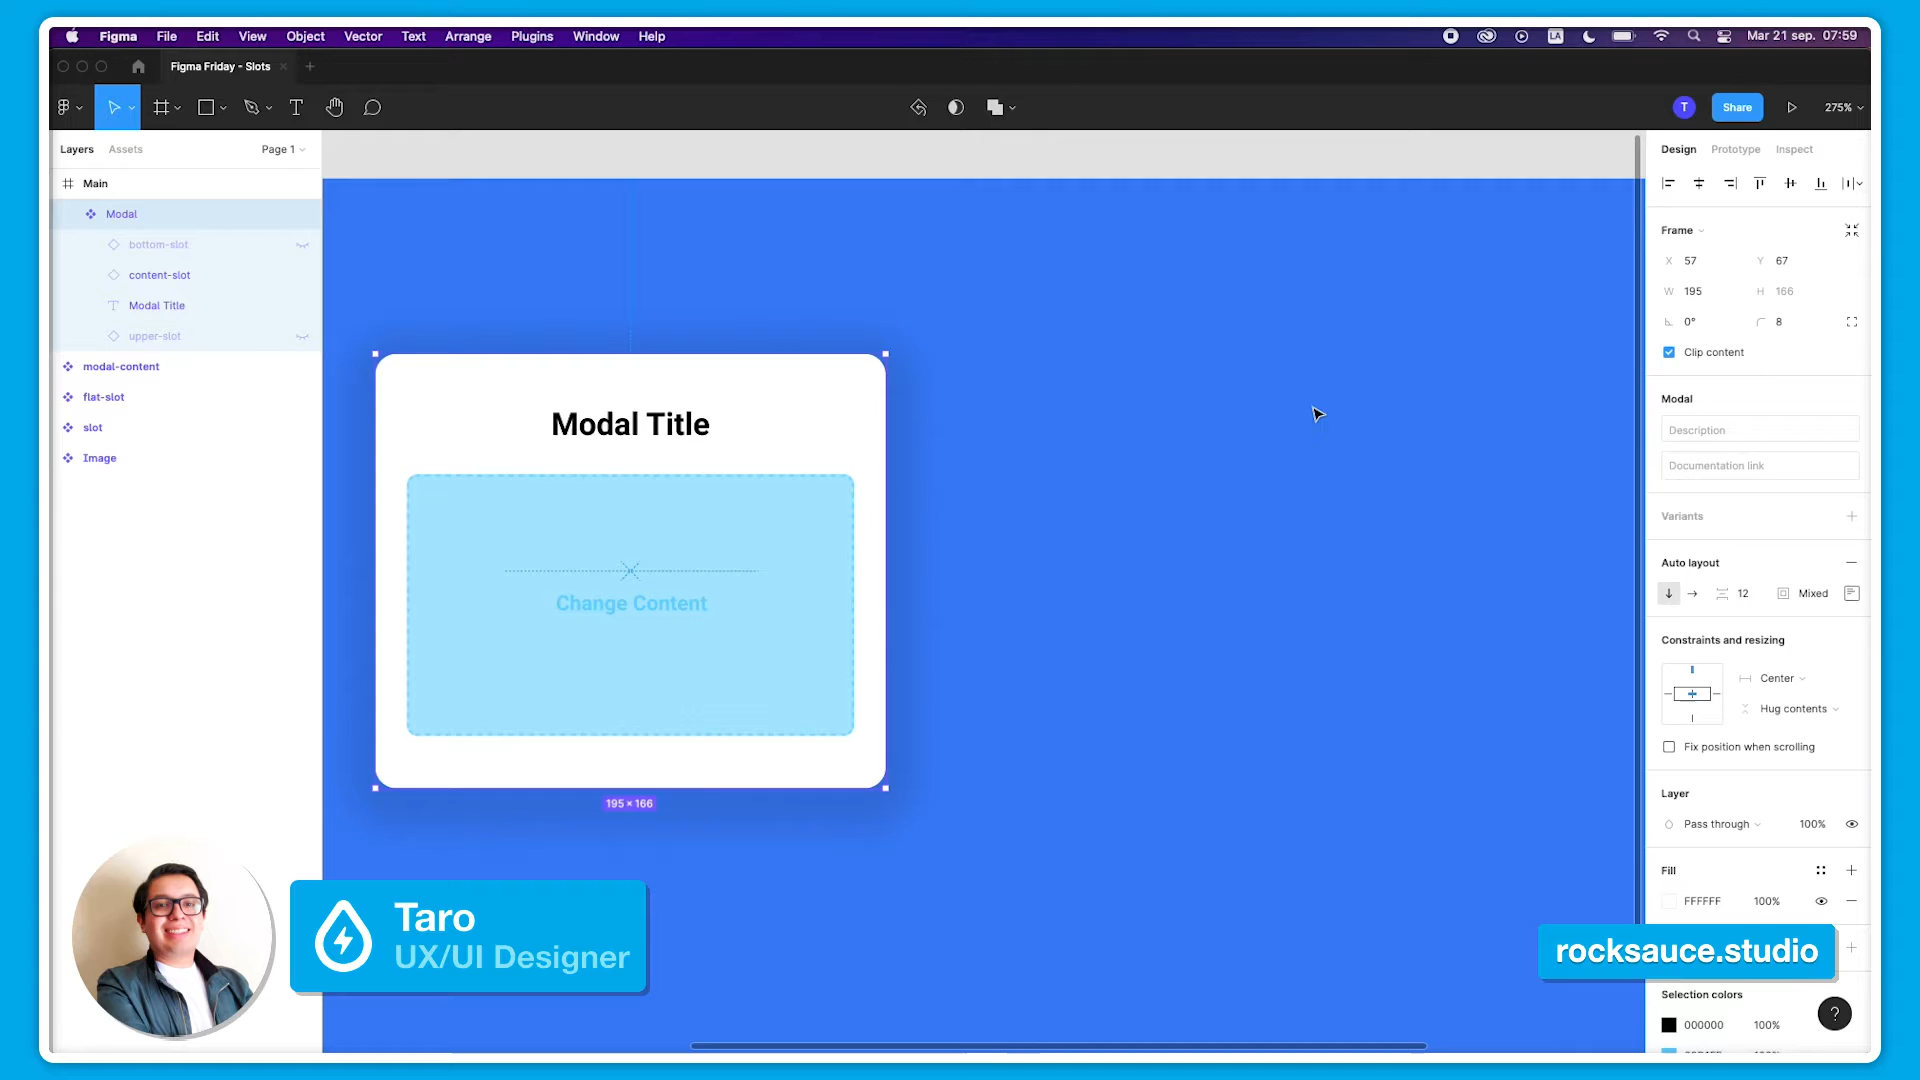 Figma File Edit View Object Vector Text Arrange Plugins Window Help
LA
Mar 21 sep. 07:59
Figma Friday - Slots
T
Share
275%
Layers Assets Page 1
Main
Modal
bottom-slot
content-slot
Modal Title
upper-slot
modal-content
flat-slot
slot
Image
Modal Title
Change Content
195 × 166
Design Prototype Inspect
Frame
X 57 Y 67
W 195 H 166
0° 8
Clip content
Modal
Description
Documentation link
Variants
Auto layout
12 Mixed
Constraints and resizing
Center
Hug contents
Fix position when scrolling
Layer
Pass through 100%
Fill
FFFFFF 100%
Selection colors
000000 100%
?
Taro
UX/UI Designer
rocksauce.studio